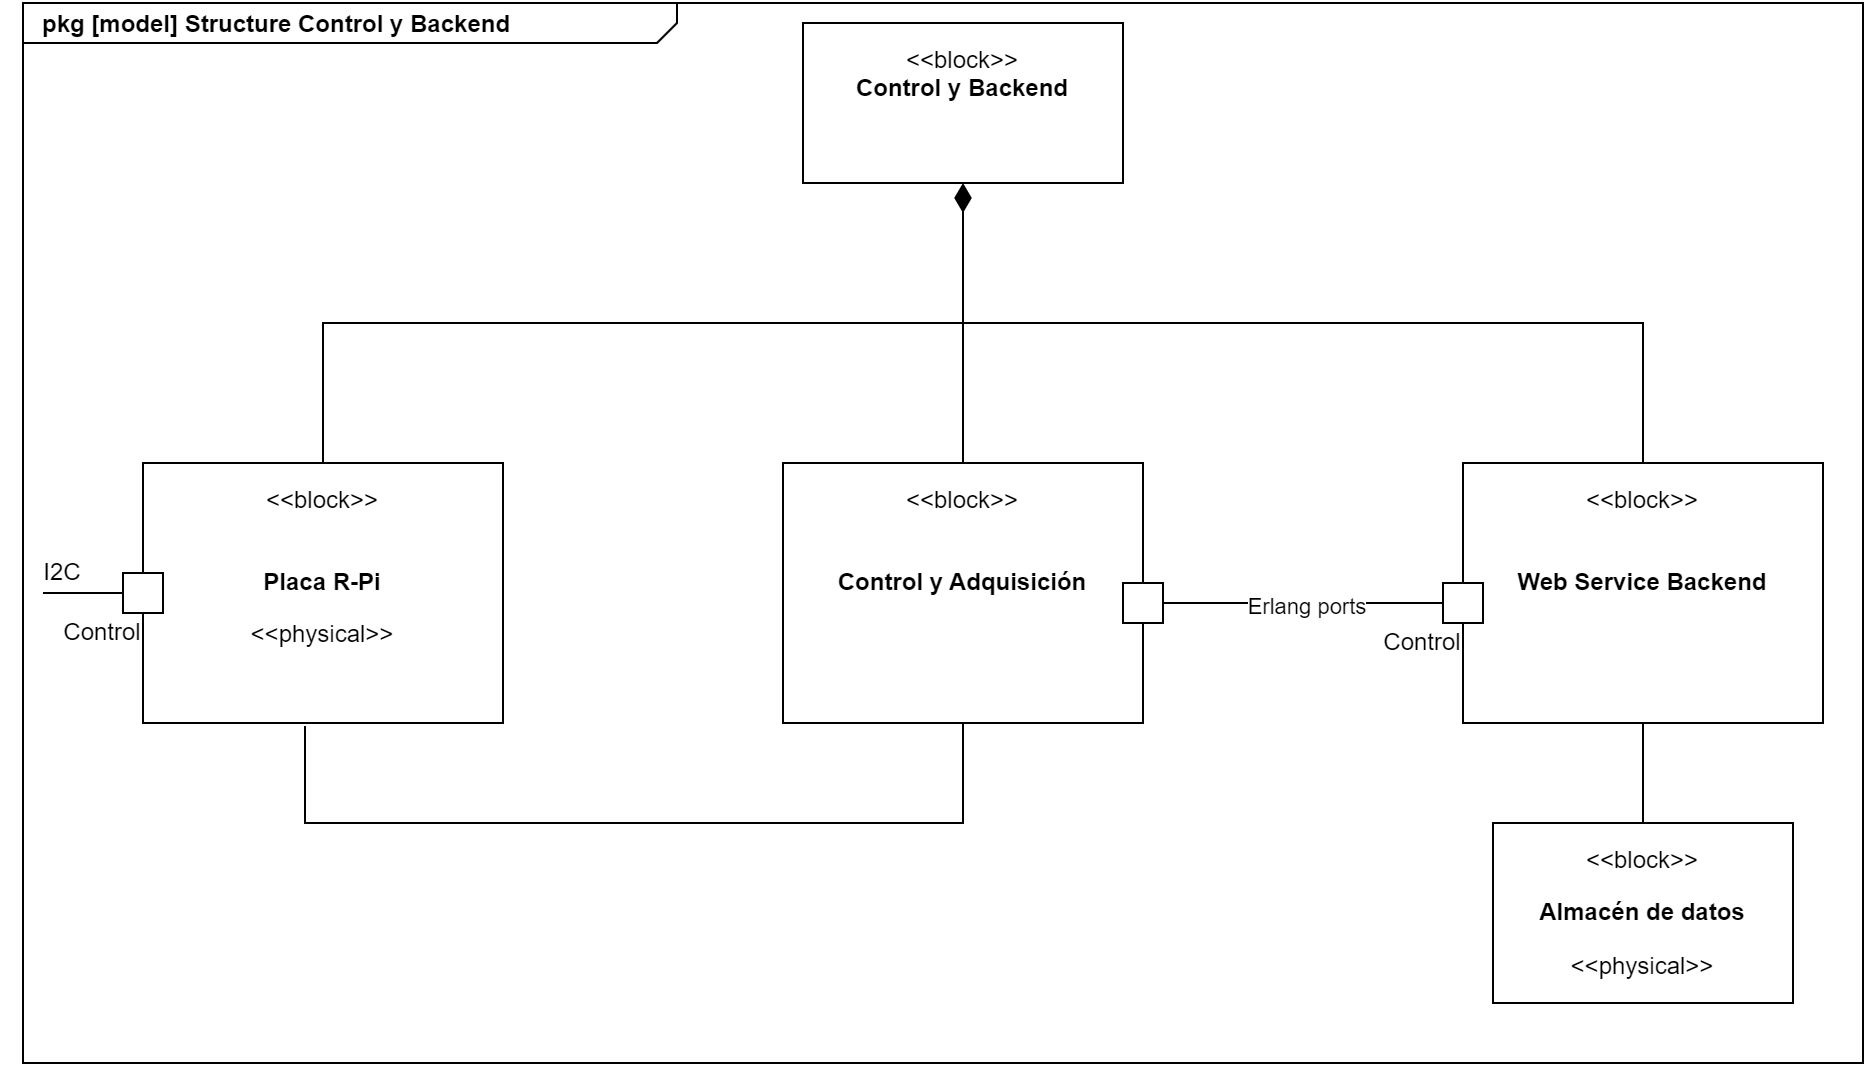 pkg [model] Structure Control y Backend
<<block>>
Control y Backend
<<block>>
Placa R-Pi
<<physical>>
I2C
Control
<<block>>
Control y Adquisición
Erlang ports
<<block>>
Web Service Backend
Control
<<block>>
Almacén de datos
<<physical>>